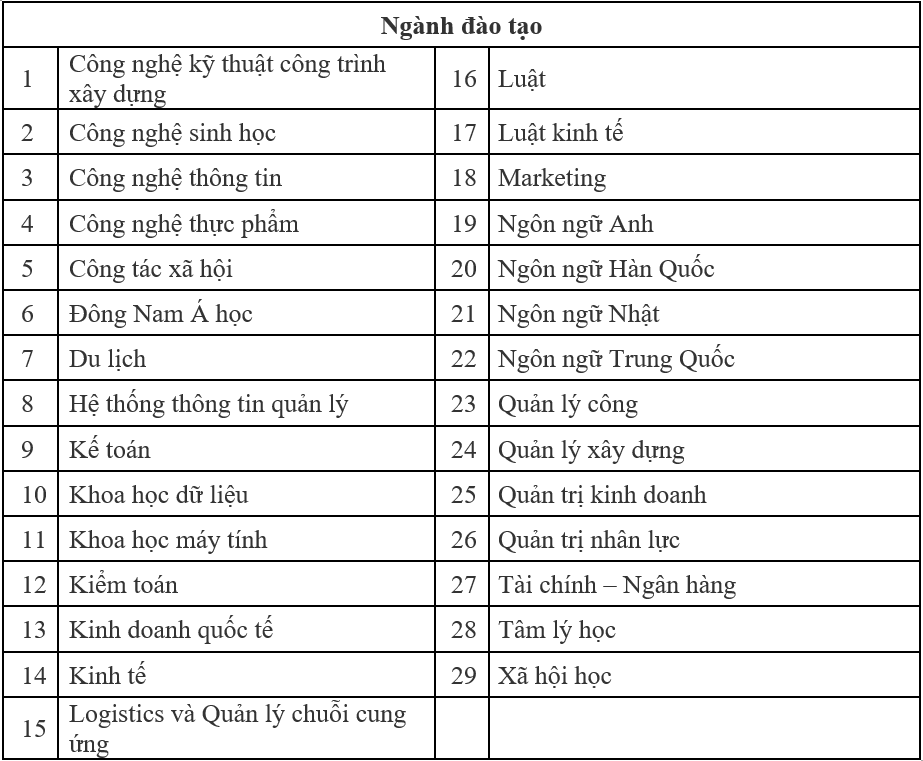 Ngành đào tạo
1 Công nghệ kỹ thuật công trình
xây dựng
16 Luật
2 Công nghệ sinh học 17 Luật kinh tế
3 Công nghệ thông tin 18 Marketing
4 Công nghệ thực phẩm 19 Ngôn ngữ Anh
5 Công tác xã hội 20 Ngôn ngữ Hàn Quốc
6 Đông Nam Á học 21 Ngôn ngữ Nhật
7 Du lịch 22 Ngôn ngữ Trung Quốc
8 Hệ thống thông tin quản lý 23 Quản lý công
9 Kế toán 24 Quản lý xây dựng
10 Khoa học dữ liệu 25 Quản trị kinh doanh
11 Khoa học máy tính 26 Quản trị nhân lực
12 Kiểm toán 27 Tài chính – Ngân hàng
13 Kinh doanh quốc tế 28 Tâm lý học
14 Kinh tế 29 Xã hội học
15 Logistics và Quản lý chuỗi cung
ứng